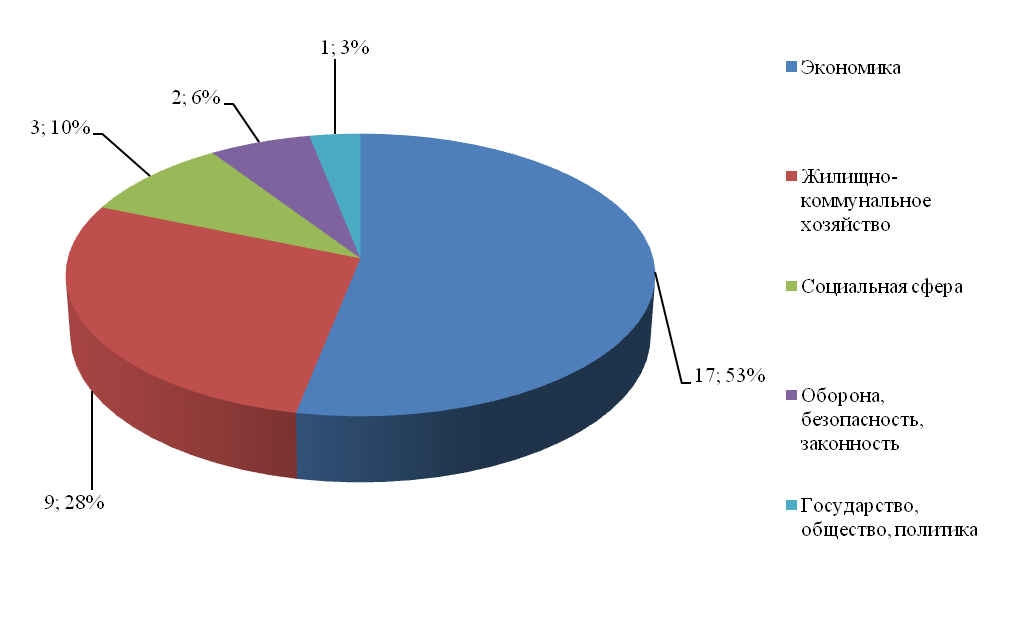 1; 3%
2; 6%
3; 10%
17; 53%
9; 28%
Экономика
Жилищно-
коммунальное
хозяйство
Социальная сфера
Оборона,
безопасность,
законность
Государство,
общество, политика